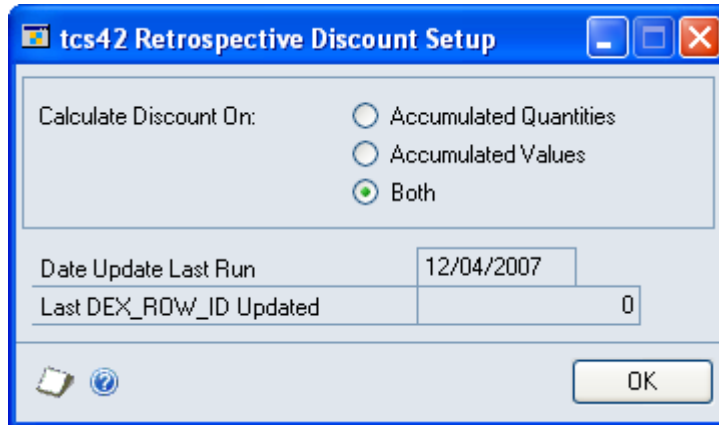 tcs42 Retrospective Discount Setup
Calculate Discount On:
Accumulated Quantities
Accumulated Values
Both
Date Update Last Run 12/04/2007
Last DEX_ROW_ID Updated 0
OK